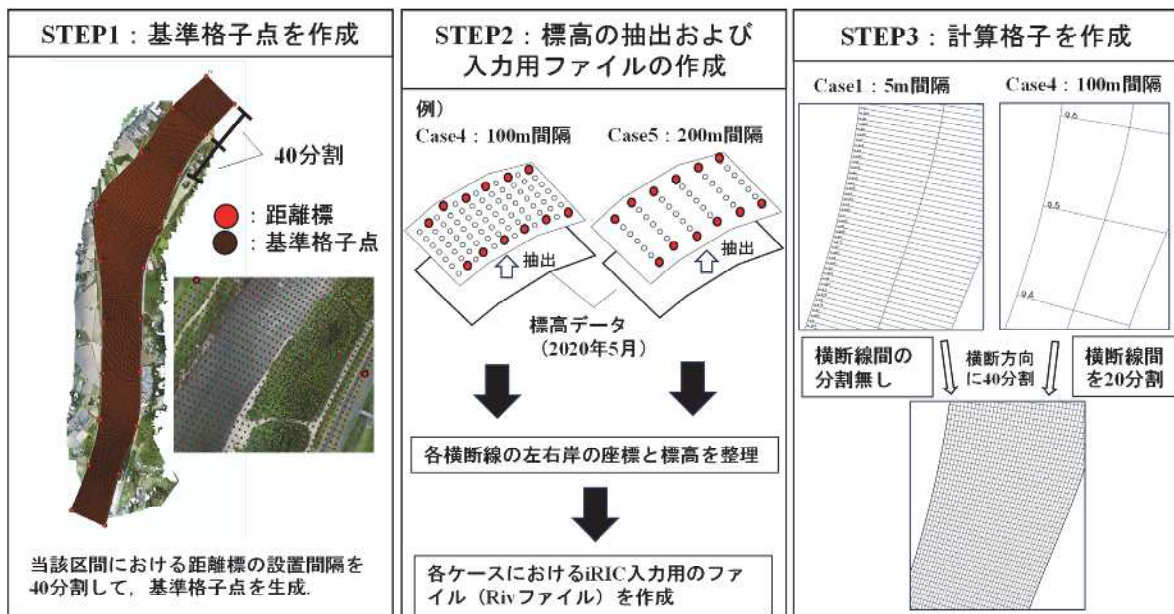 STEP1：基準格子点を作成
40分割
：距離標
：基準格子点
当該区間における距離標の設置間隔を
40分割して，基準格子点を生成.
STEP2：標高の抽出および
入力用ファイルの作成
例）
Case4：100m間隔
Case5：200m間隔
抽出
抽出
標高データ
（2020年5月）
各横断線の左右岸の座標と標高を整理
各ケースにおけるiRIC入力用のファ
イル（Rivファイル）を作成
STEP3：計算格子を作成
Case1：5m間隔
Case4：100m間隔
9.6
9.5
9.4
横断線間の
分割無し
横断方向
に40分割
横断線間
を20分割